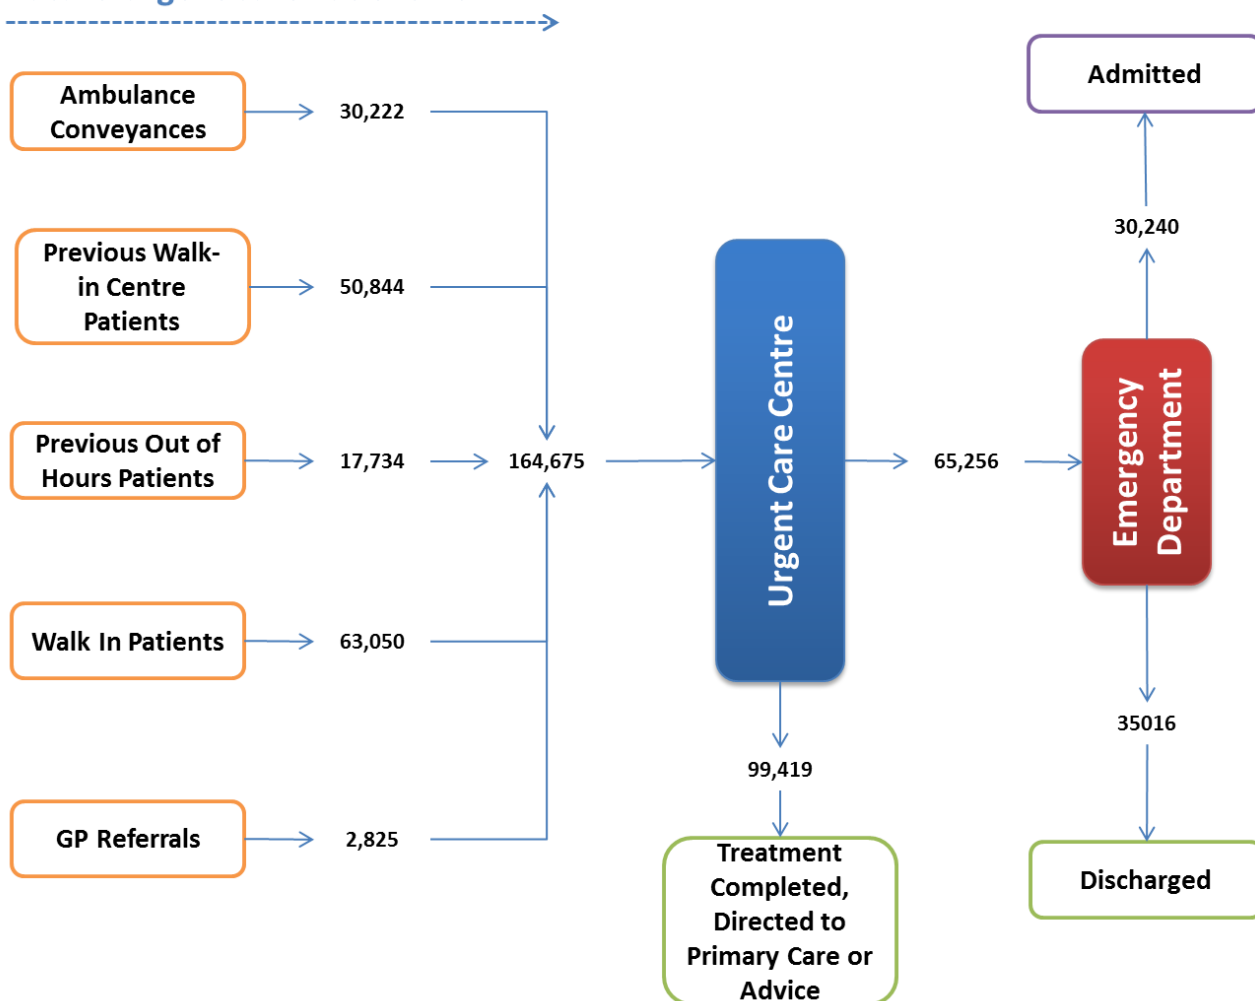 Ambulance
Conveyances
30,222
Previous Walk-
in Centre
Patients
50,844
Previous Out of
Hours Patients
17,734
164,675
Walk In Patients
63,050
GP Referrals
2,825
Urgent Care Centre
65,256
99,419
Treatment
Completed,
Directed to
Primary Care or
Advice
Emergency
Department
30,240
Admitted
35016
Discharged